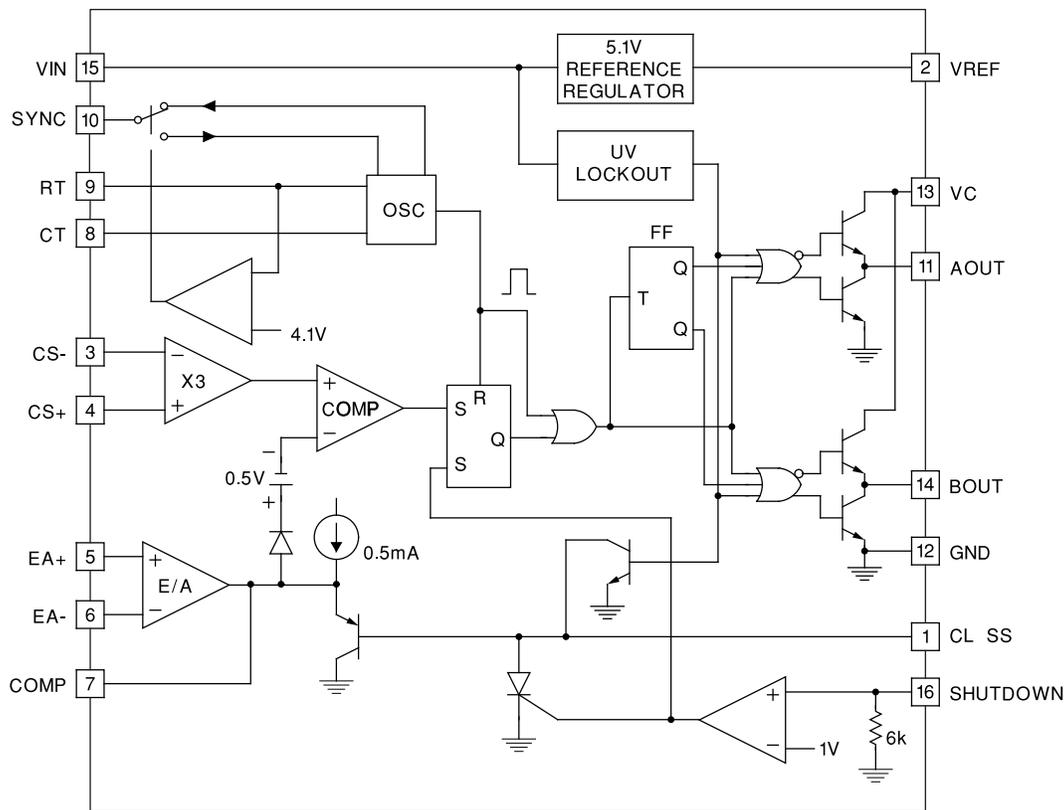 VIN 15
5.1V
REFERENCE
REGULATOR
2 VREF
SYNC 10
UV
LOCKOUT
RT 9
OSC
13 VC
CT 8
FF
Q
T
Q
11 AOUT
4.1V
CS- 3
−
X3
+
CS+ 4
+
COMP
−
S R
Q
S
−
0.5V
+
14 BOUT
0.5mA
12 GND
EA+ 5
+
E/A
−
EA- 6
1 CL SS
COMP 7
16 SHUTDOWN
+
−
1V
6k